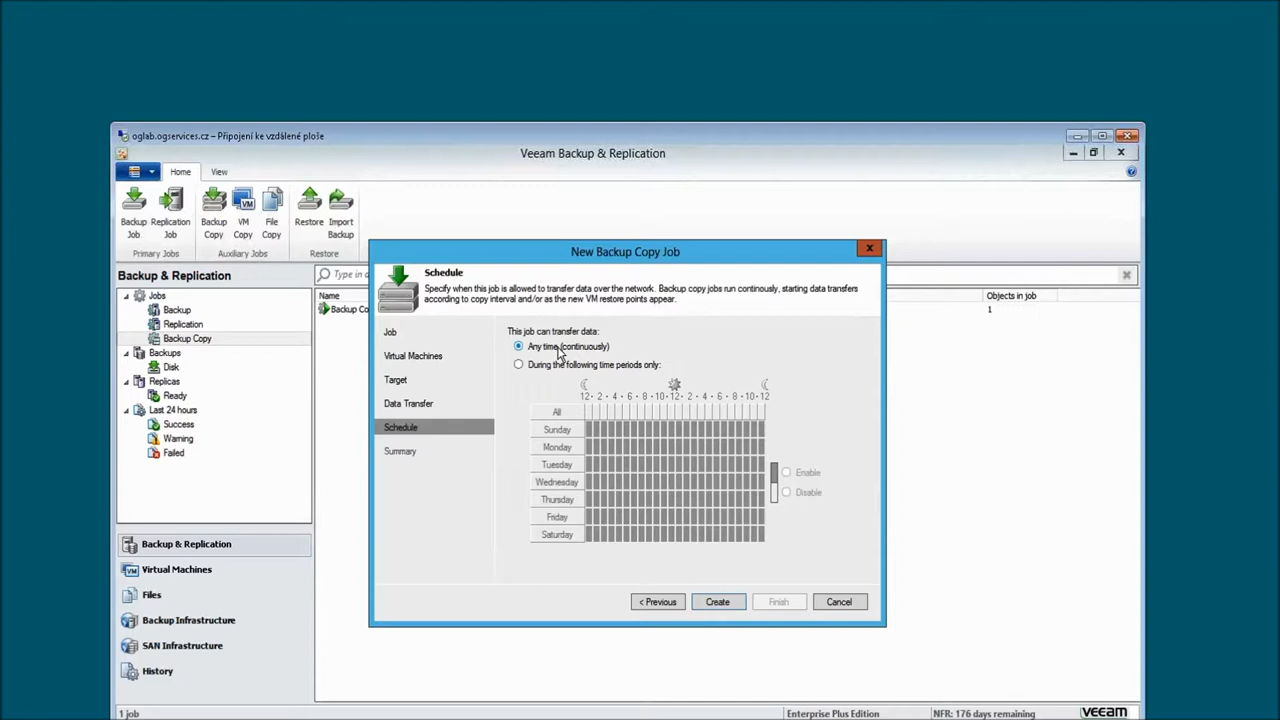 oglab.ogservices.cz – Připojení ke vzdálené ploše
Veeam Backup & Replication
Home
View
Backup Job
Replication Job
Backup Copy
VM Copy
File Copy
Restore
Import Backup
Primary Jobs
Auxiliary Jobs
Restore
Backup & Replication
Jobs
Backup
Replication
Backup Copy
Backups
Disk
Replicas
Ready
Last 24 hours
Success
Warning
Failed
Backup & Replication
Virtual Machines
Files
Backup Infrastructure
SAN Infrastructure
History
Type in
Name
Objects in job
Backup Co
1
New Backup Copy Job
Schedule
Specify when this job is allowed to transfer data over the network. Backup copy jobs run continously, starting data transfers
according to copy interval and/or as the new VM restore points appear.
Job
Virtual Machines
Target
Data Transfer
Schedule
Summary
This job can transfer data:
Any time (continuously)
During the following time periods only:
12 · 2 · 4 · 6 · 8 · 10 · 12 · 2 · 4 · 6 · 8 · 10 · 12
All
Sunday
Monday
Tuesday
Wednesday
Thursday
Friday
Saturday
Enable
Disable
< Previous
Create
Finish
Cancel
1 job
Enterprise Plus Edition
NFR: 176 days remaining
veeam